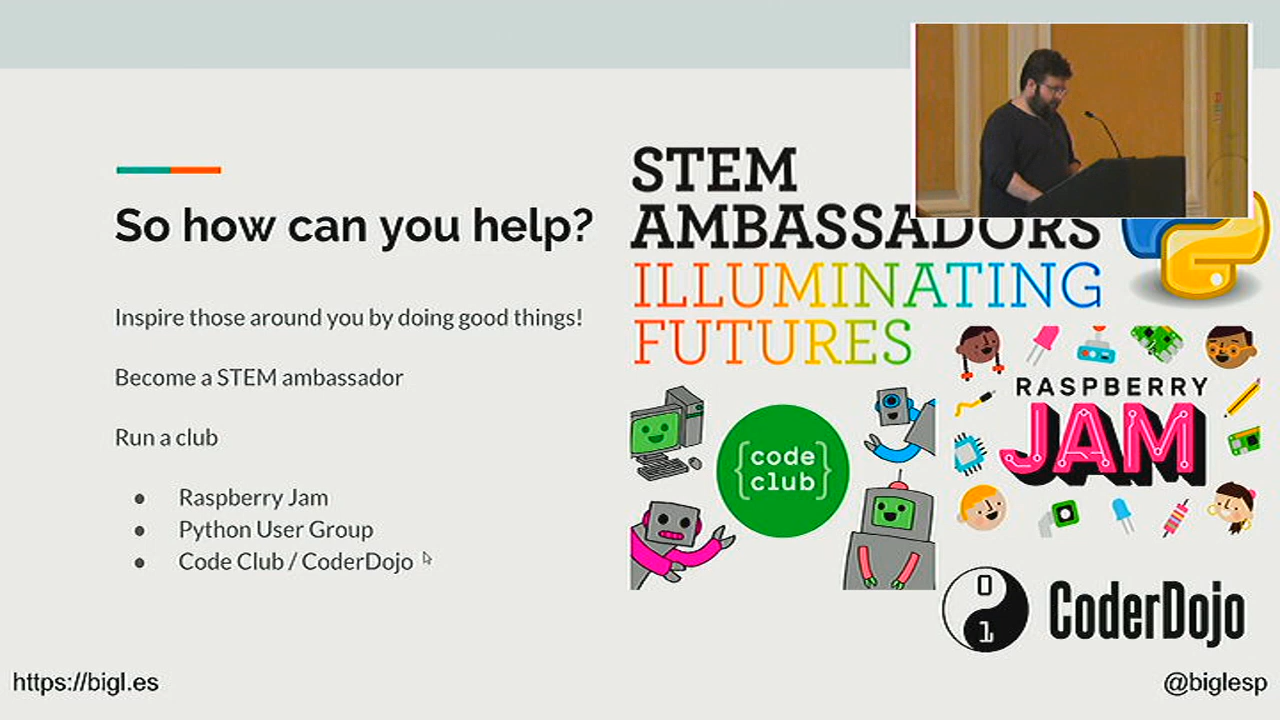 So how can you help?
Inspire those around you by doing good things!
Become a STEM ambassador
Run a club
● Raspberry Jam
● Python User Group
● Code Club / CoderDojo
STEM
AMBASSADORS
ILLUMINATING
FUTURES
{code
club}
RASPBERRY
JAM
0
1
CoderDojo
https://bigl.es
@biglesp